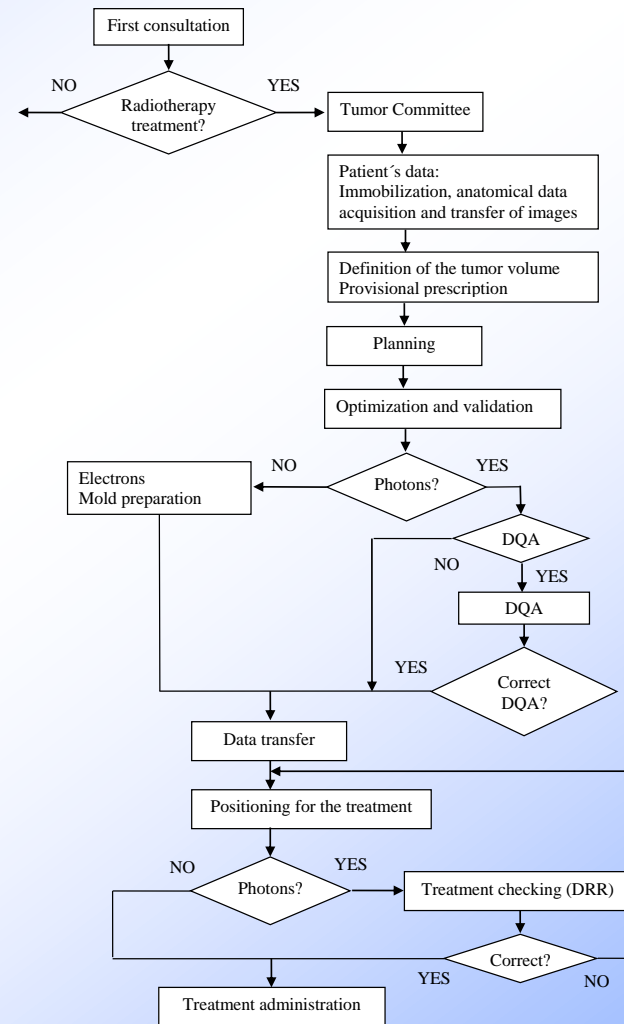 First consultation
NO
YES
Radiotherapy
treatment?
Tumor Committee
Patient´s data:
Immobilization, anatomical data
acquisition and transfer of images
Definition of the tumor volume
Provisional prescription
Planning
Optimization and validation
NO
YES
Electrons
Mold preparation
Photons?
DQA
NO
YES
DQA
YES
Correct
DQA?
Data transfer
Positioning for the treatment
NO
YES
Photons?
Treatment checking (DRR)
Correct?
YES
NO
Treatment administration